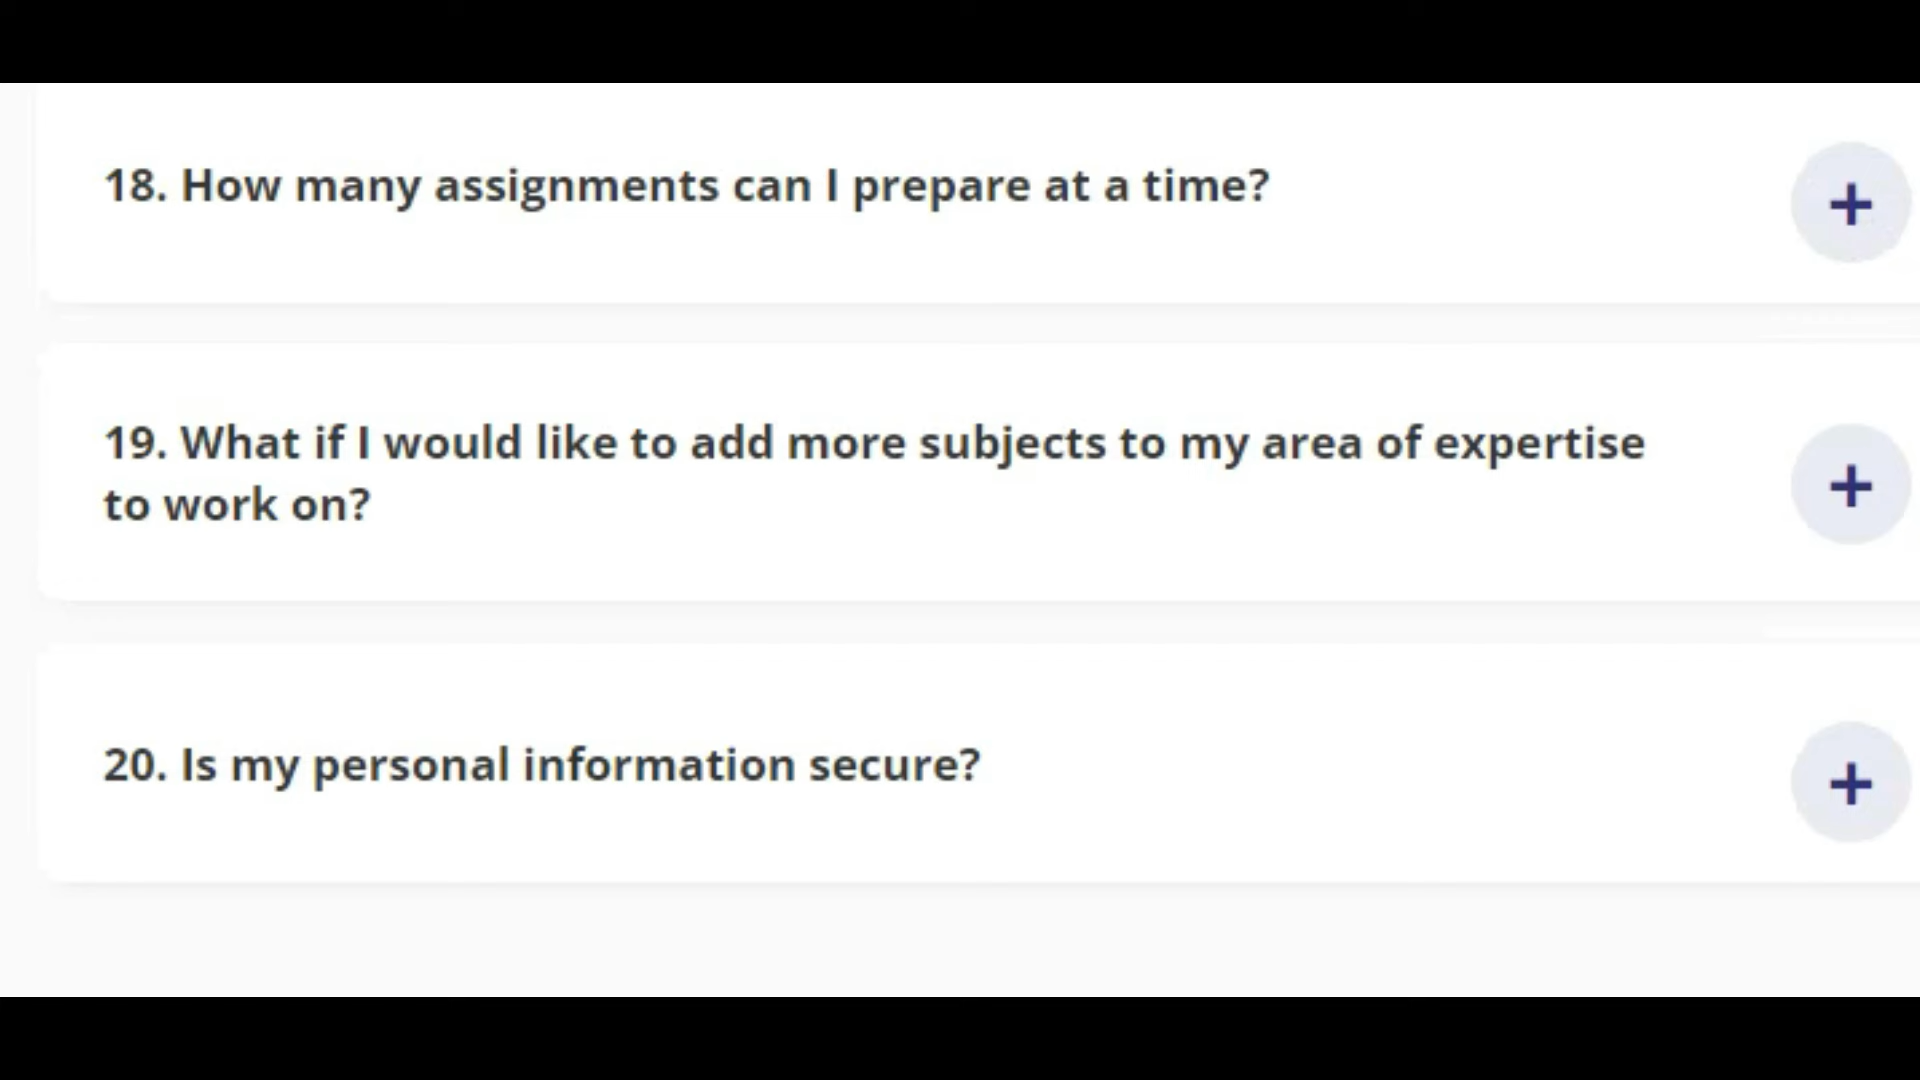 18. How many assignments can I prepare at a time?
+
19. What if I would like to add more subjects to my area of expertise
to work on?
+
20. Is my personal information secure?
+